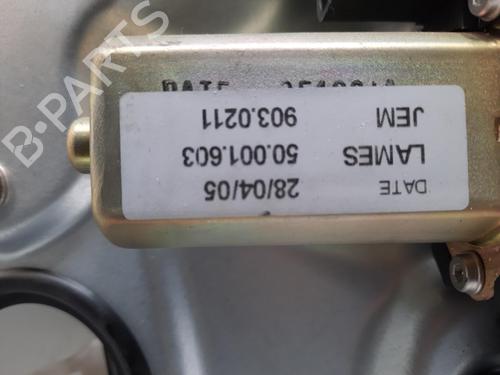 DATE 28/04/05
LAMES 50.001.603
JEM 903.0211
B-PARTS